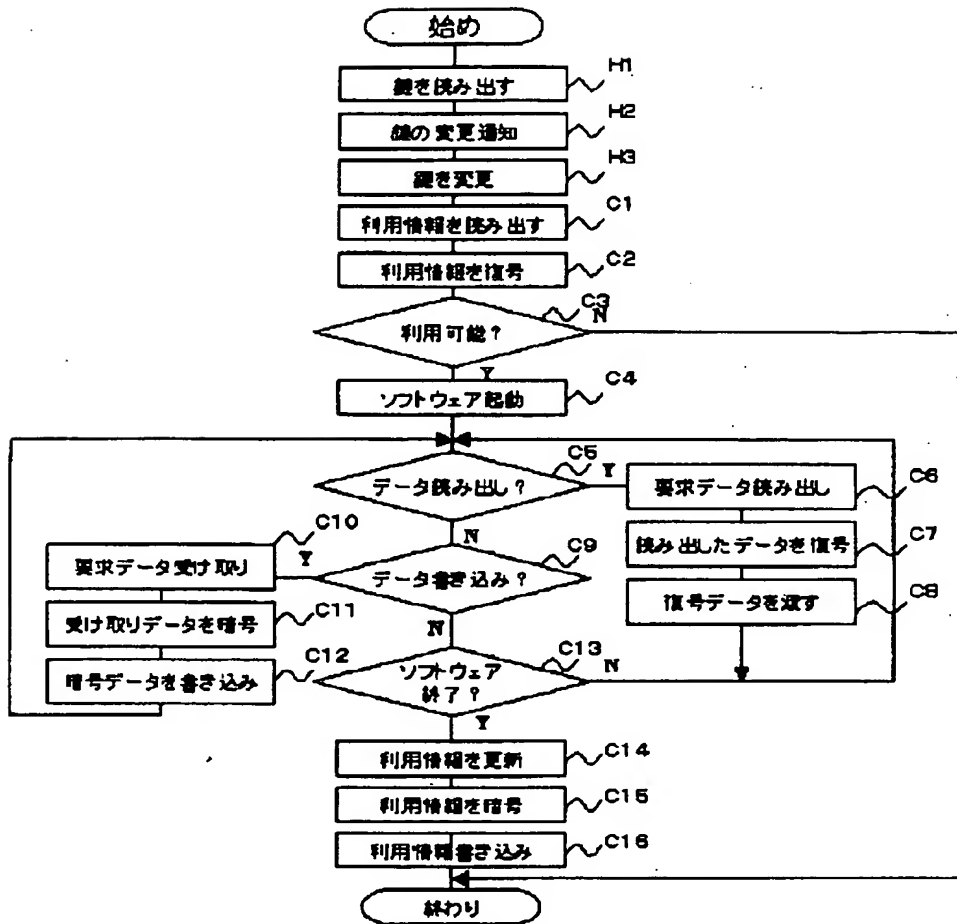 始め
鍵を読み出す
H1
鍵の変更通知
H2
鍵を変更
H3
利用情報を読み出す
C1
利用情報を復号
C2
利用可能?
C3
N
Y
ソフトウェア起動
C4
データ読み出し?
C5
Y
要求データ読み出し
C6
N
読み出したデータを復号
C7
復号データを渡す
C8
データ書き込み?
C9
Y
要求データ受け取り
C10
受け取りデータを暗号
C11
暗号データを書き込み
C12
N
ソフトウェア
終了?
C13
N
Y
利用情報を更新
C14
利用情報を暗号
C15
利用情報書き込み
C16
終わり